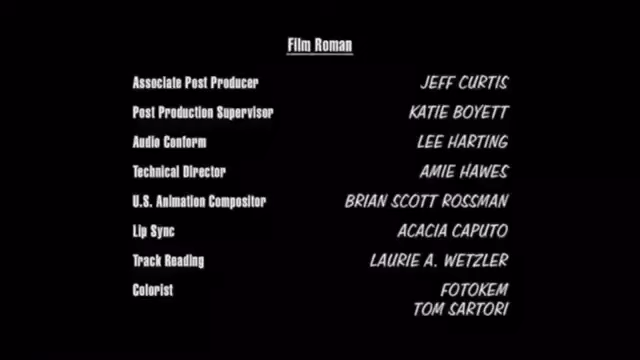 Film Roman
Associate Post Producer JEFF CURTIS
Post Production Supervisor KATIE BOYETT
Audio Conform LEE HARTING
Technical Director AMIE HAWES
U.S. Animation Compositor BRIAN SCOTT ROSSMAN
Lip Sync ACACIA CAPUTO
Track Reading LAURIE A. WETZLER
Colorist FOTOKEM
TOM SARTORI